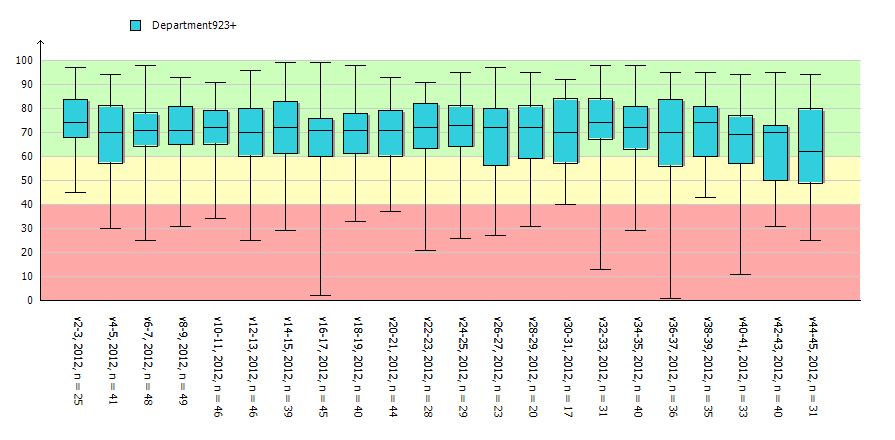 Department923+
100
90
80
70
60
50
40
30
20
10
0
v2-3, 2012, n = 25
v4-5, 2012, n = 41
v6-7, 2012, n = 48
v8-9, 2012, n = 49
v10-11, 2012, n = 46
v12-13, 2012, n = 46
v14-15, 2012, n = 39
v16-17, 2012, n = 45
v18-19, 2012, n = 40
v20-21, 2012, n = 44
v22-23, 2012, n = 28
v24-25, 2012, n = 29
v26-27, 2012, n = 23
v28-29, 2012, n = 20
v30-31, 2012, n = 17
v32-33, 2012, n = 31
v34-35, 2012, n = 40
v36-37, 2012, n = 36
v38-39, 2012, n = 35
v40-41, 2012, n = 33
v42-43, 2012, n = 40
v44-45, 2012, n = 31